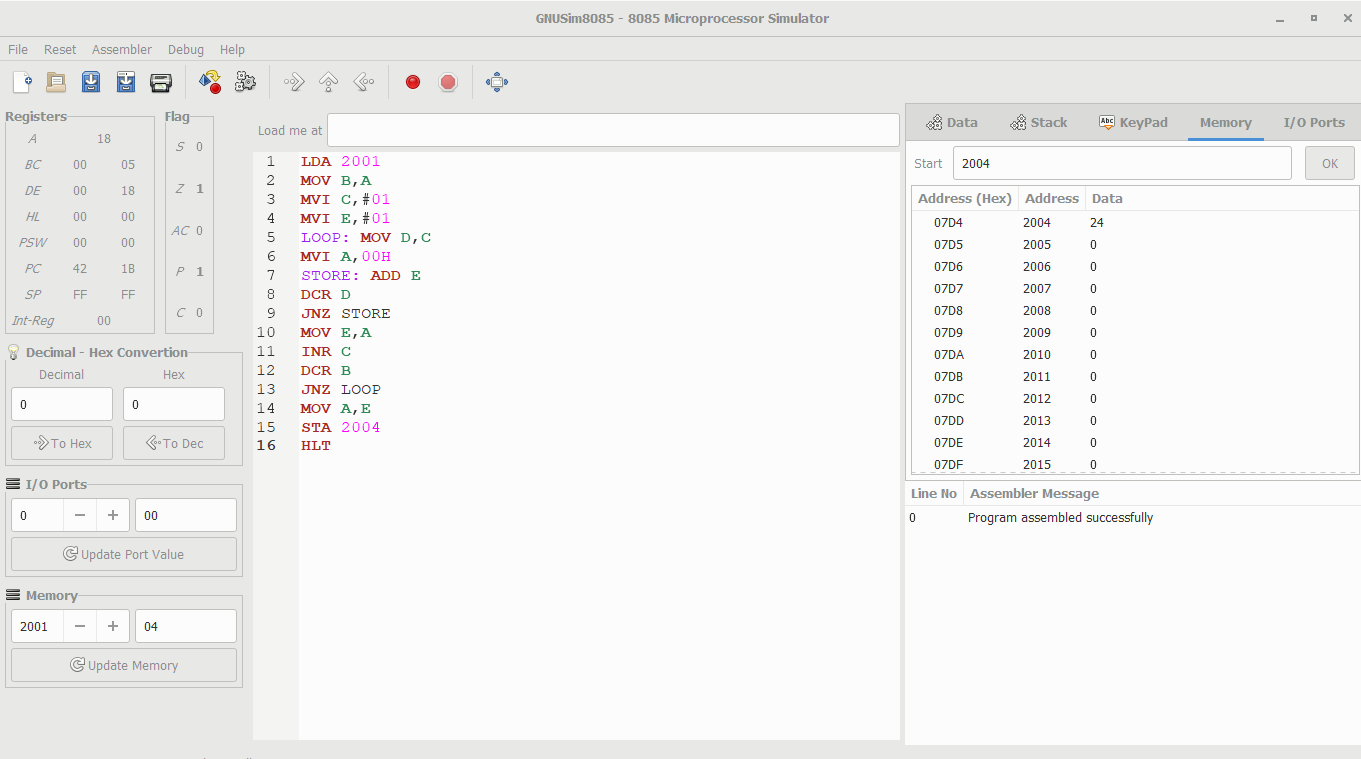 GNUSim8085 - 8085 Microprocessor Simulator
File Reset Assembler Debug Help
Registers
A 18
BC 00 05
DE 00 18
HL 00 00
PSW 00 00
PC 42 1B
SP FF FF
Int-Reg 00
Flag
S 0
Z 1
AC 0
P 1
C 0
Decimal - Hex Convertion
Decimal Hex
0 0
To Hex To Dec
I/O Ports
0 − + 00
Update Port Value
Memory
2001 − + 04
Update Memory
Load me at
1 LDA 2001
2 MOV B,A
3 MVI C,#01
4 MVI E,#01
5 LOOP: MOV D,C
6 MVI A,00H
7 STORE: ADD E
8 DCR D
9 JNZ STORE
10 MOV E,A
11 INR C
12 DCR B
13 JNZ LOOP
14 MOV A,E
15 STA 2004
16 HLT
Data Stack Abc KeyPad Memory I/O Ports
Start 2004 OK
Address (Hex) Address Data
07D4 2004 24
07D5 2005 0
07D6 2006 0
07D7 2007 0
07D8 2008 0
07D9 2009 0
07DA 2010 0
07DB 2011 0
07DC 2012 0
07DD 2013 0
07DE 2014 0
07DF 2015 0
Line No Assembler Message
0 Program assembled successfully